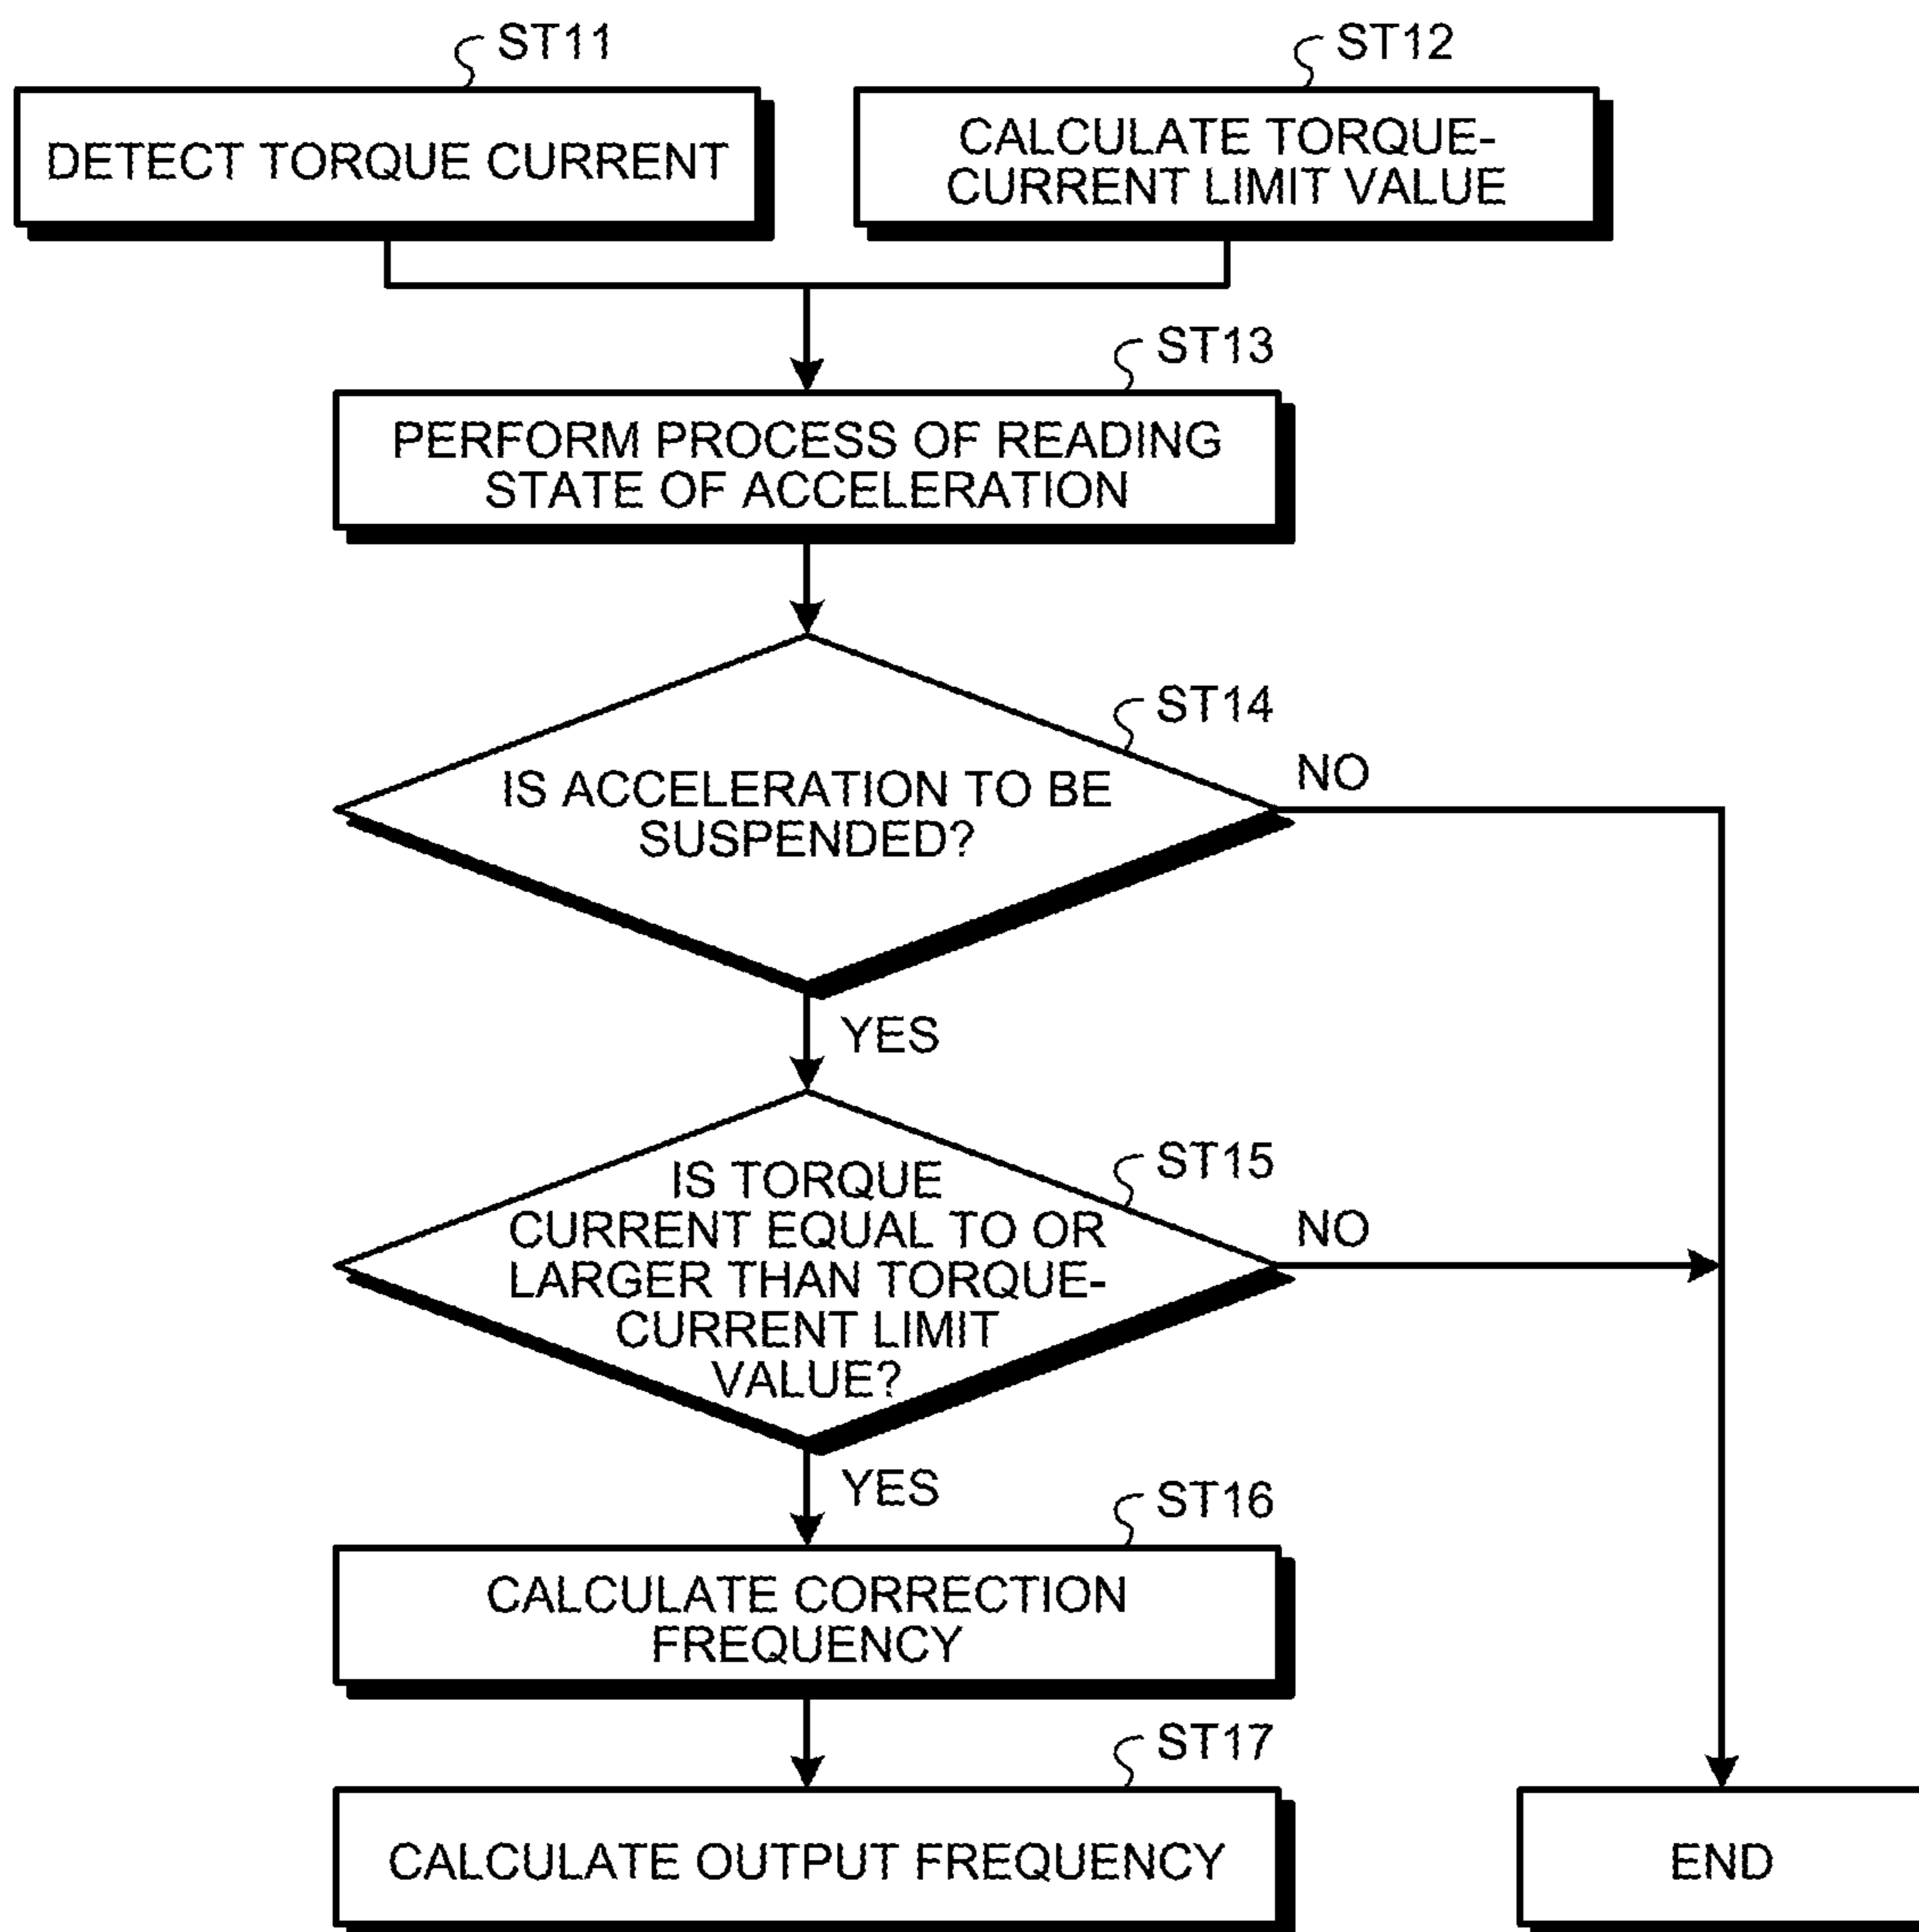 ST11
ST12
DETECT TORQUE CURRENT
CALCULATE TORQUE-
CURRENT LIMIT VALUE
ST13
PERFORM PROCESS OF READING
STATE OF ACCELERATION
ST14
NO
IS ACCELERATION TO BE
SUSPENDED?
YES
ST15
NO
IS TORQUE
CURRENT EQUAL TO OR
LARGER THAN TORQUE-
CURRENT LIMIT
VALUE?
YES
ST16
CALCULATE CORRECTION
FREQUENCY
ST17
CALCULATE OUTPUT FREQUENCY
END